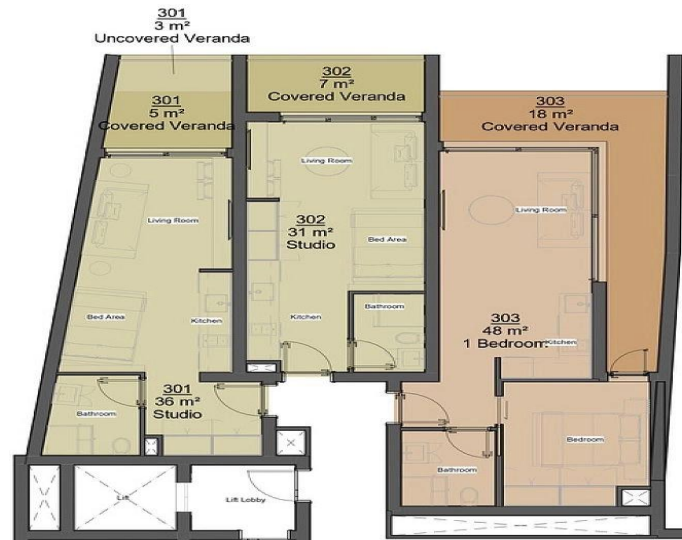 301
3 m²
Uncovered Veranda
301
5 m²
Covered Veranda
302
7 m²
Covered Veranda
303
18 m²
Covered Veranda
Living Room
Living Room
Living Room
302
31 m²
Studio
Bed Area
Bed Area
Kitchen
Kitchen
Bathroom
303
48 m²
1 Bedroom
Kitchen
301
36 m²
Studio
Bathroom
Bedroom
Bathroom
Lift
Lift Lobby